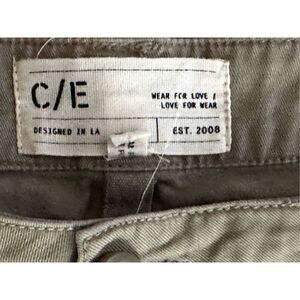 C/E
WEAR FOR LOVE /
LOVE FOR WEAR
DESIGNED IN LA
EST. 2008